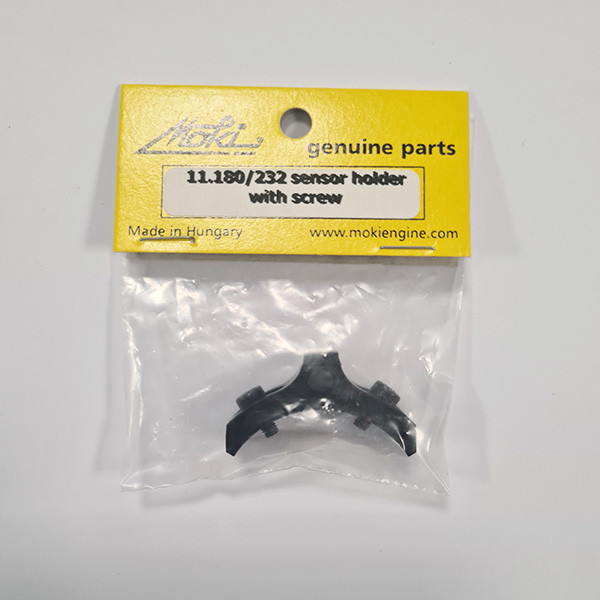 Moki
genuine parts
11.180/232 sensor holder
with screw
Made in Hungary
www.mokiengine.com